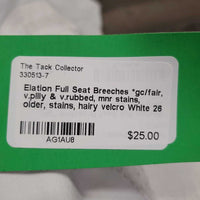 The Tack Collector
330513-7
Elation Full Seat Breeches *gc/fair,
v.pilly & v.rubbed, mnr stains,
older, stains, hairy velcro White 26
$25.00
AG1AU8